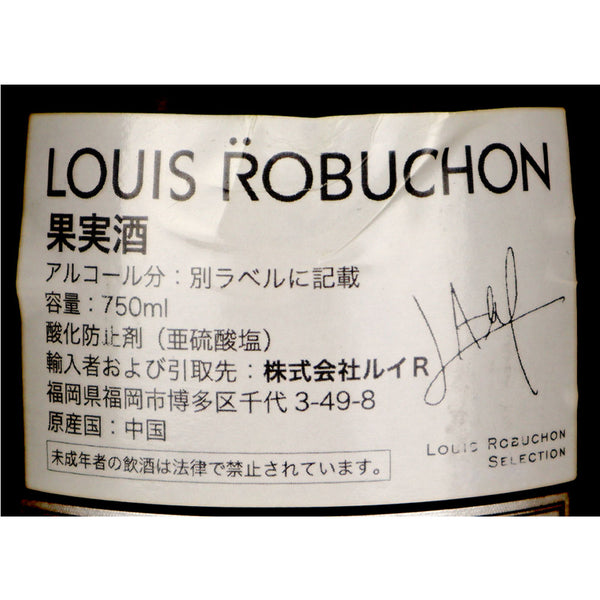 LOUIS ROBUCHON
果実酒
アルコール分：別ラベルに記載
容量：750ml
酸化防止剤（亜硫酸塩）
輸入者および引取先：株式会社ルイR
福岡県福岡市博多区千代 3-49-8
原産国：中国
未成年者の飲酒は法律で禁止されています。
LOUIS ROBUCHON
SELECTION